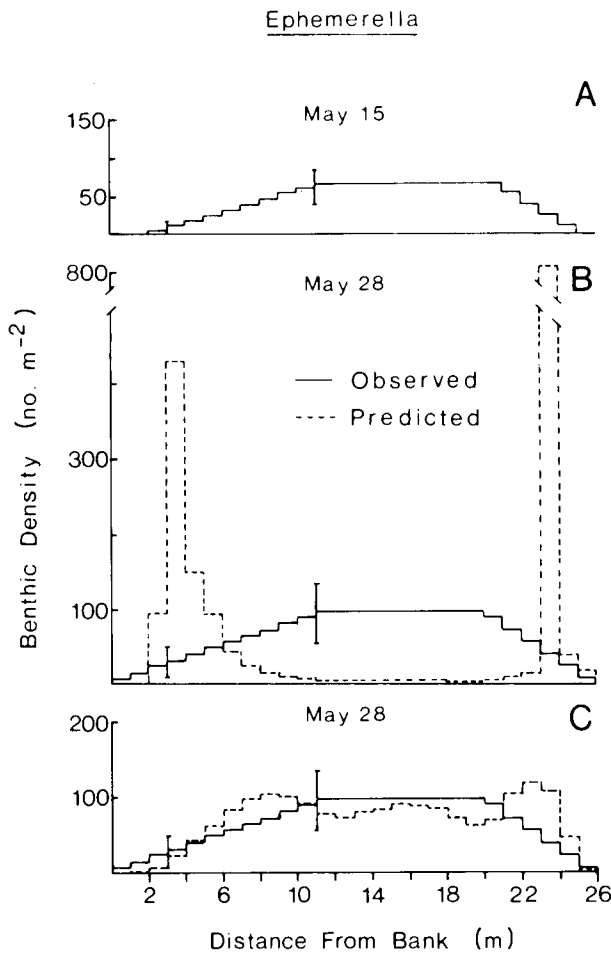 Ephemerella
A
May 15
150
50
B
May 28
800
Observed
Predicted
300
100
Benthic Density (no. m⁻²)
C
May 28
200
100
2 6 10 14 18 22 26
Distance From Bank (m)